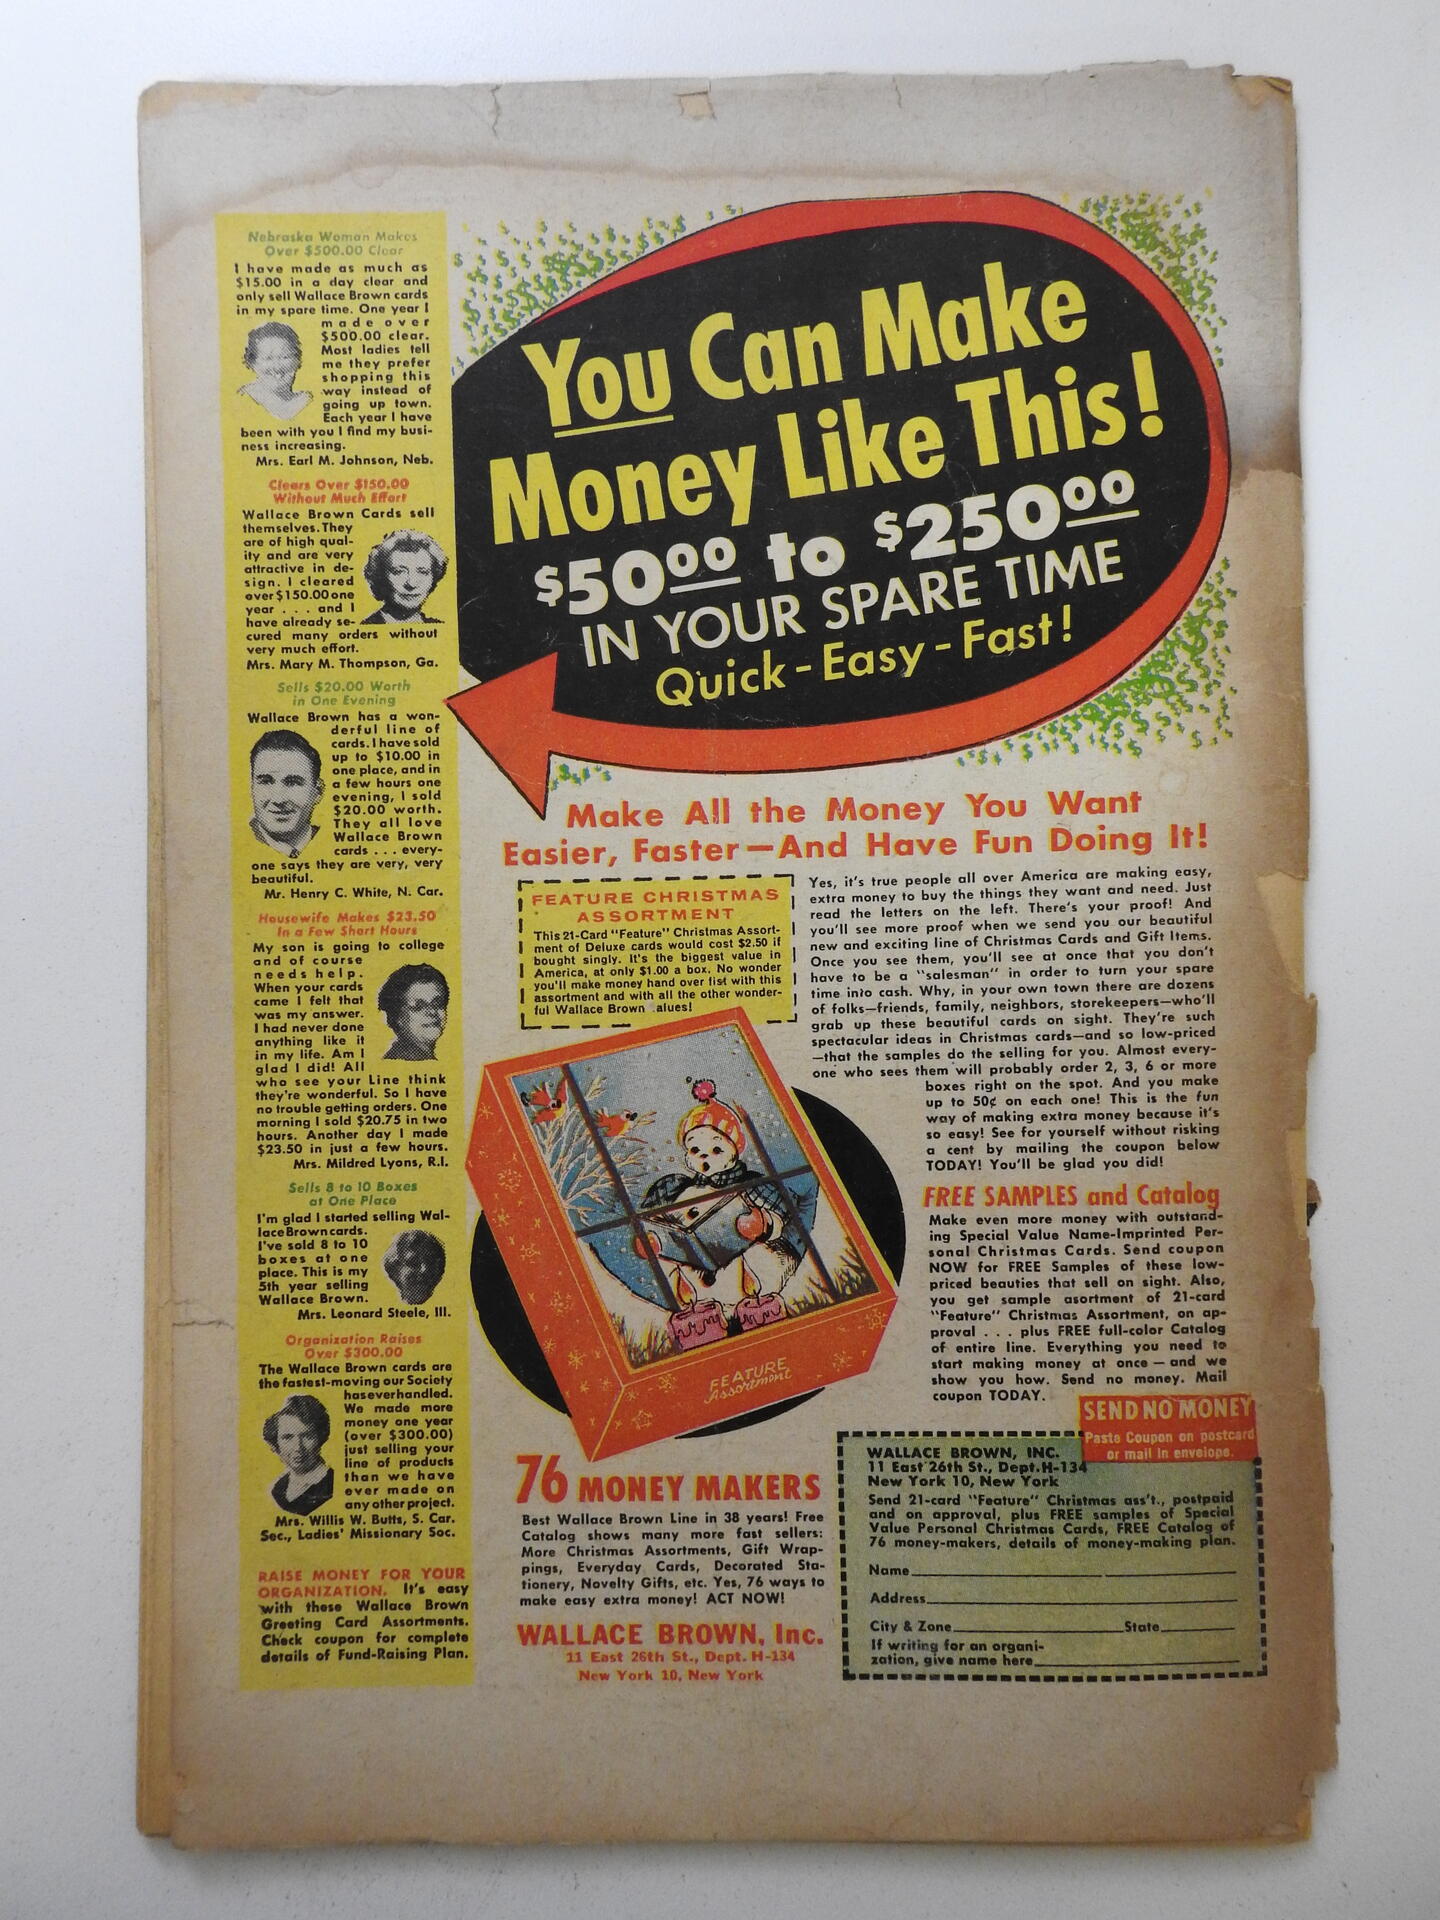 Nebraska Woman Makes
Over $500.00 Clear
I have made as much as
$15.00 in a day clear and
only sell Wallace Brown cards
in my spare time. One year I
made over
$500.00 clear.
Most ladies tell
me they prefer
shopping this
way instead of
going up town.
Each year I have
been with you I find my busi-
ness increasing.
Mrs. Earl M. Johnson, Neb.
Clears Over $150.00
Without Much Effort
Wallace Brown Cards sell
themselves. They
are of high qual-
ity and are very
attractive in de-
sign. I cleared
over $150.00 one
year . . . and I
have already se-
cured many orders without
very much effort.
Mrs. Mary M. Thompson, Ga.
Sells $20.00 Worth
in One Evening
Wallace Brown has a won-
derful line of
cards. I have sold
up to $10.00 in
one place, and in
a few hours one
evening, I sold
$20.00 worth.
They all love
Wallace Brown
cards . . . every-
one says they are very, very
beautiful.
Mr. Henry C. White, N. Car.
Housewife Makes $23.50
In a Few Short Hours
My son is going to college
and of course
needs help.
When your cards
came I felt that
was my answer.
I had never done
anything like it
in my life. Am I
glad I did! All
who see your Line think
they're wonderful. So I have
no trouble getting orders. One
morning I sold $20.75 in two
hours. Another day I made
$23.50 in just a few hours.
Mrs. Mildred Lyons, R.I.
Sells 8 to 10 Boxes
at One Place
I'm glad I started selling Wal-
lace Brown cards.
I've sold 8 to 10
boxes at one
place. This is my
5th year selling
Wallace Brown.
Mrs. Leonard Steele, Ill.
Organization Raises
Over $300.00
The Wallace Brown cards are
the fastest-moving our Society
has ever handled.
We made more
money one year
(over $300.00)
just selling your
line of products
than we have
ever made on
any other project.
Mrs. Willis W. Butts, S. Car.
Sec., Ladies' Missionary Soc.
RAISE MONEY FOR YOUR
ORGANIZATION. It's easy
with these Wallace Brown
Greeting Card Assortments.
Check coupon for complete
details of Fund-Raising Plan.
You Can Make
Money Like This!
$50.00 to $250.00
IN YOUR SPARE TIME
Quick - Easy - Fast!
Make All the Money You Want
Easier, Faster—And Have Fun Doing It!
FEATURE CHRISTMAS
ASSORTMENT
This 21-Card "Feature" Christmas Assort-
ment of Deluxe cards would cost $2.50 if
bought singly. It's the biggest value in
America, at only $1.00 a box. No wonder
you'll make money hand over fist with this
assortment and with all the other wonder-
ful Wallace Brown alues!
Yes, it's true people all over America are making easy,
extra money to buy the things they want and need. Just
read the letters on the left. There's your proof! And
you'll see more proof when we send you our beautiful
new and exciting line of Christmas Cards and Gift Items.
Once you see them, you'll see at once that you don't
have to be a "salesman" in order to turn your spare
time into cash. Why, in your own town there are dozens
of folks—friends, family, neighbors, storekeepers—who'll
grab up these beautiful cards on sight. They're such
spectacular ideas in Christmas cards—and so low-priced
—that the samples do the selling for you. Almost every-
one who sees them will probably order 2, 3, 6 or more
boxes right on the spot. And you make
up to 50¢ on each one! This is the fun
way of making extra money because it's
so easy! See for yourself without risking
a cent by mailing the coupon below
TODAY! You'll be glad you did!
FREE SAMPLES and Catalog
Make even more money with outstand-
ing Special Value Name-Imprinted Per-
sonal Christmas Cards. Send coupon
NOW for FREE Samples of these low-
priced beauties that sell on sight. Also,
you get sample asortment of 21-card
"Feature" Christmas Assortment, on ap-
proval . . . plus FREE full-color Catalog
of entire line. Everything you need to
start making money at once — and we
show you how. Send no money. Mail
coupon TODAY.
FEATURE
Assortment
76 MONEY MAKERS
Best Wallace Brown Line in 38 years! Free
Catalog shows many more fast sellers:
More Christmas Assortments, Gift Wrap-
pings, Everyday Cards, Decorated Sta-
tionery, Novelty Gifts, etc. Yes, 76 ways to
make easy extra money! ACT NOW!
WALLACE BROWN, Inc.
11 East 26th St., Dept. H-134
New York 10, New York
SEND NO MONEY
Paste Coupon on postcard
or mail in envelope.
WALLACE BROWN, INC.
11 East 26th St., Dept. H-134
New York 10, New York
Send 21-card "Feature" Christmas ass't., postpaid
and on approval, plus FREE samples of Special
Value Personal Christmas Cards, FREE Catalog of
76 money-makers, details of money-making plan.
Name
Address
City & Zone State
If writing for an organi-
zation, give name here